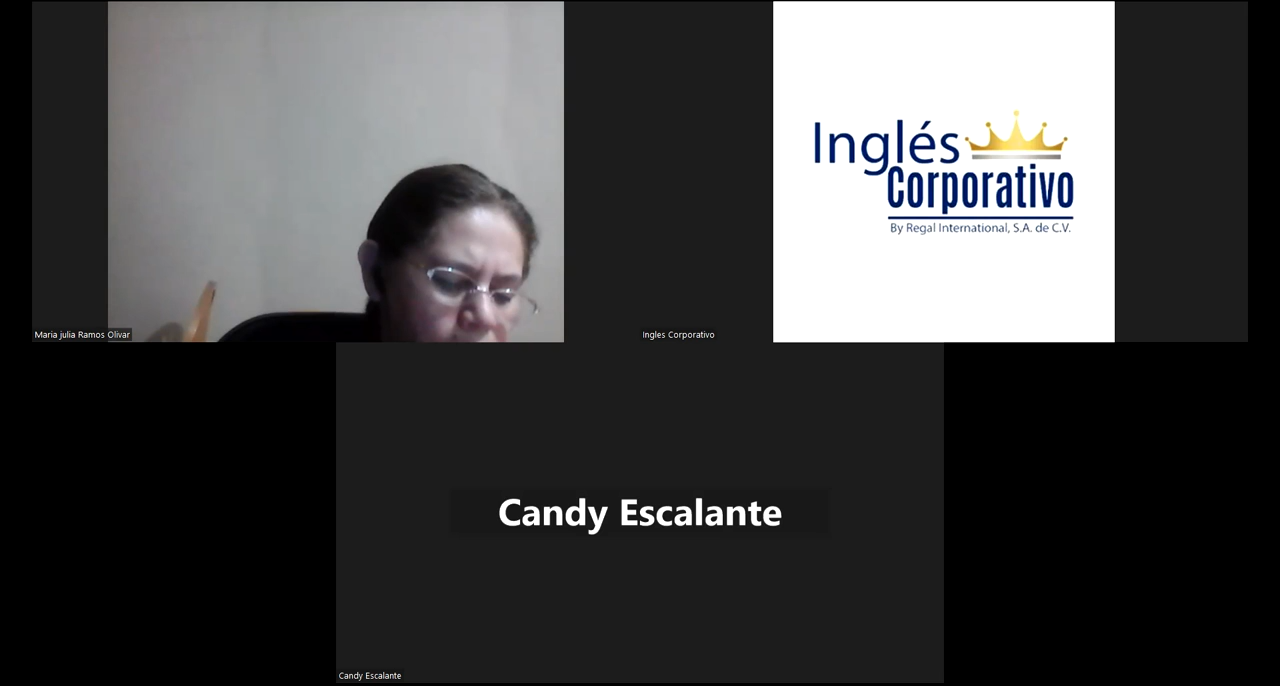 Maria julia Ramos Olivar
Inglés
Corporativo
By Regal International, S.A. de C.V.
Ingles Corporativo
Candy Escalante
Candy Escalante